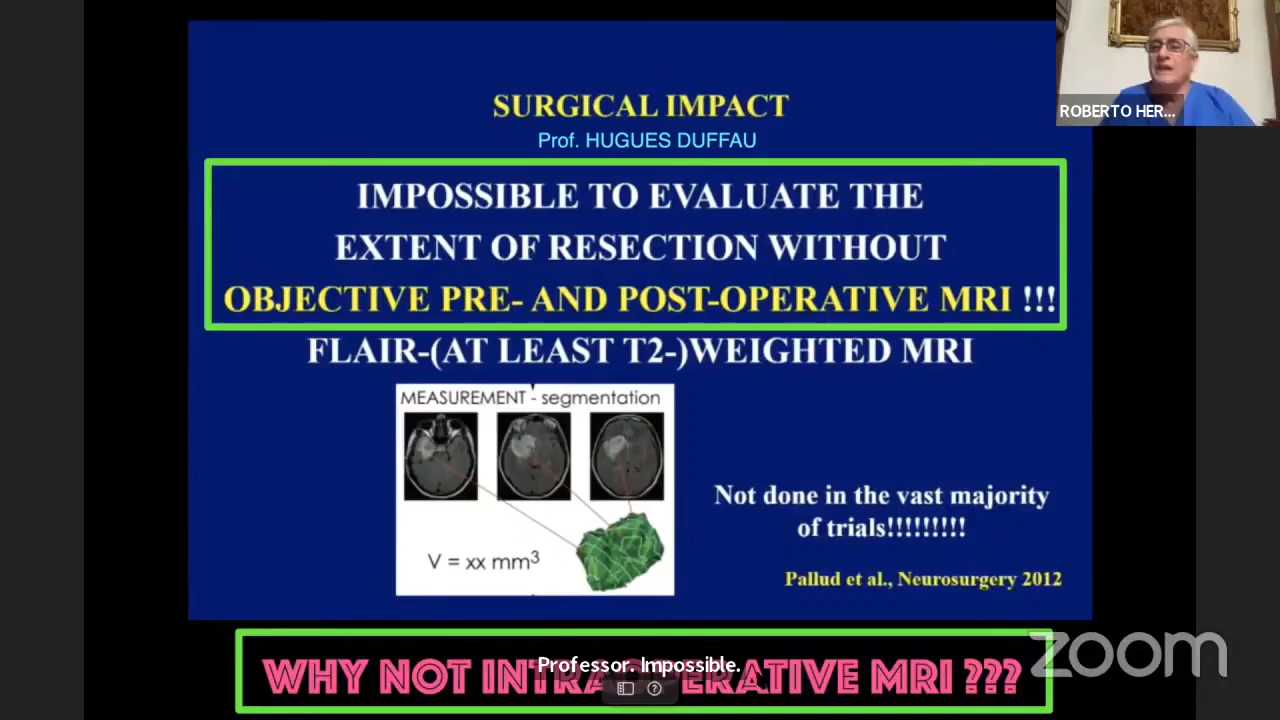 SURGICAL IMPACT
Prof. HUGUES DUFFAU
IMPOSSIBLE TO EVALUATE THE
EXTENT OF RESECTION WITHOUT
OBJECTIVE PRE- AND POST-OPERATIVE MRI !!!
FLAIR-(AT LEAST T2-)WEIGHTED MRI
MEASUREMENT - segmentation
V = xx mm³
Not done in the vast majority
of trials!!!!!!!!!
Pallud et al., Neurosurgery 2012
WHY NOT INTRAOPERATIVE MRI ???
Professor. Impossible.
ROBERTO HER...
zoom